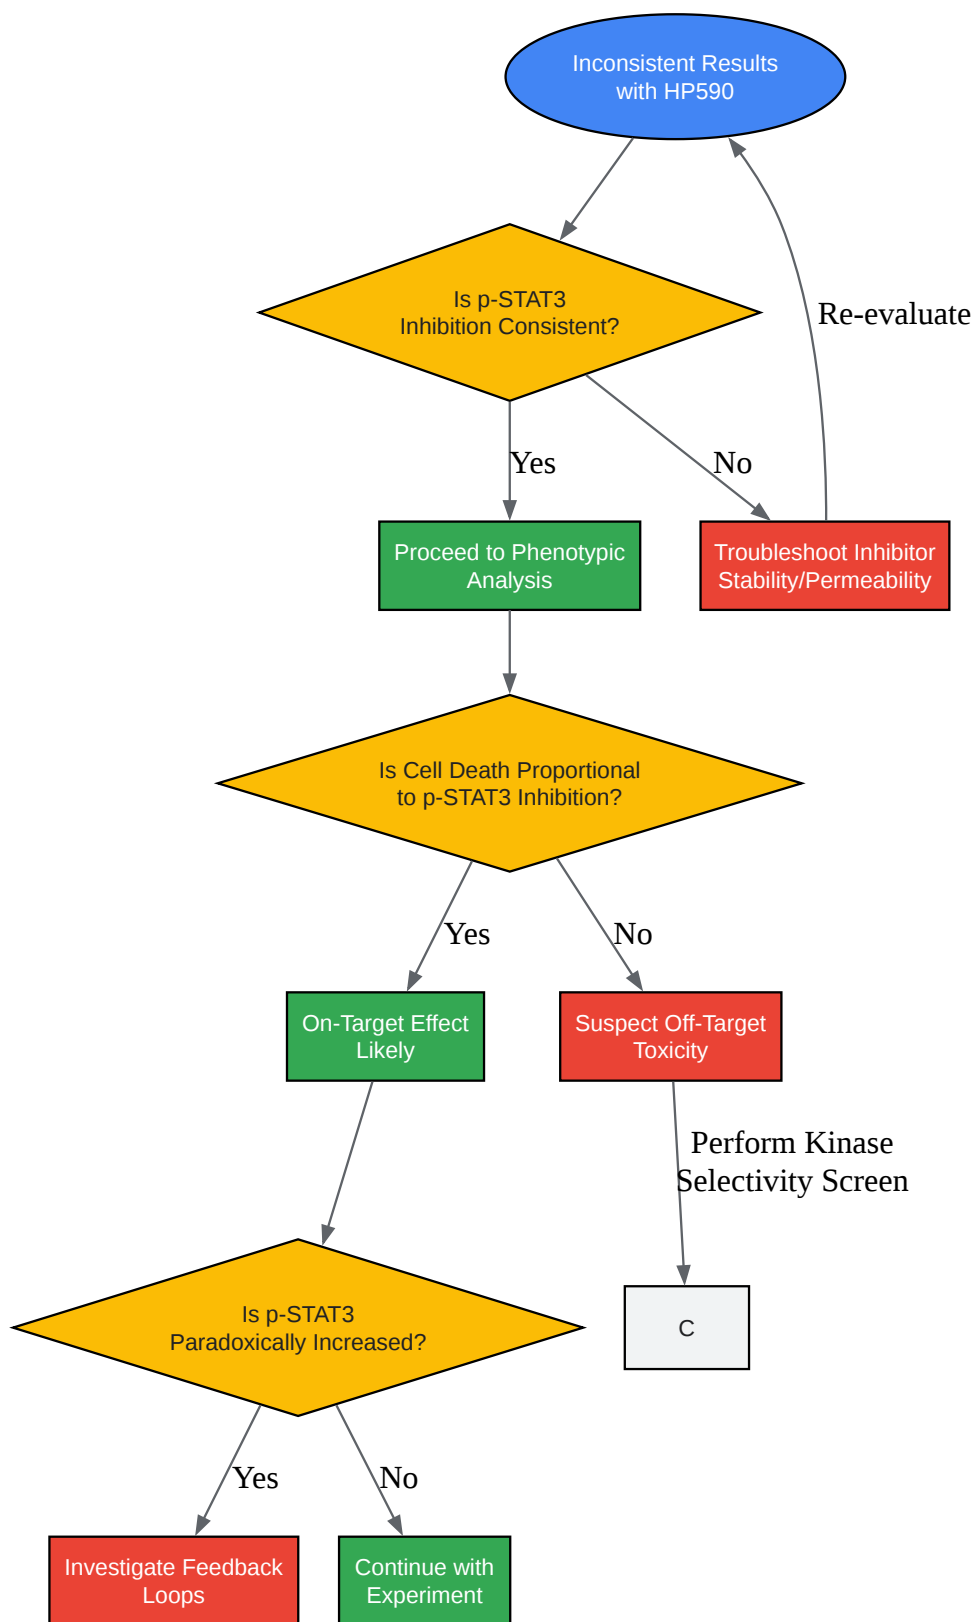 Inconsistent Results
with HP590
Is p-STAT3
Inhibition Consistent?
Re-evaluate
Yes
No
Proceed to Phenotypic
Analysis
Troubleshoot Inhibitor
Stability/Permeability
Is Cell Death Proportional
to p-STAT3 Inhibition?
Yes
No
On-Target Effect
Likely
Suspect Off-Target
Toxicity
Perform Kinase
Selectivity Screen
Is p-STAT3
Paradoxically Increased?
C
Yes
No
Investigate Feedback
Loops
Continue with
Experiment